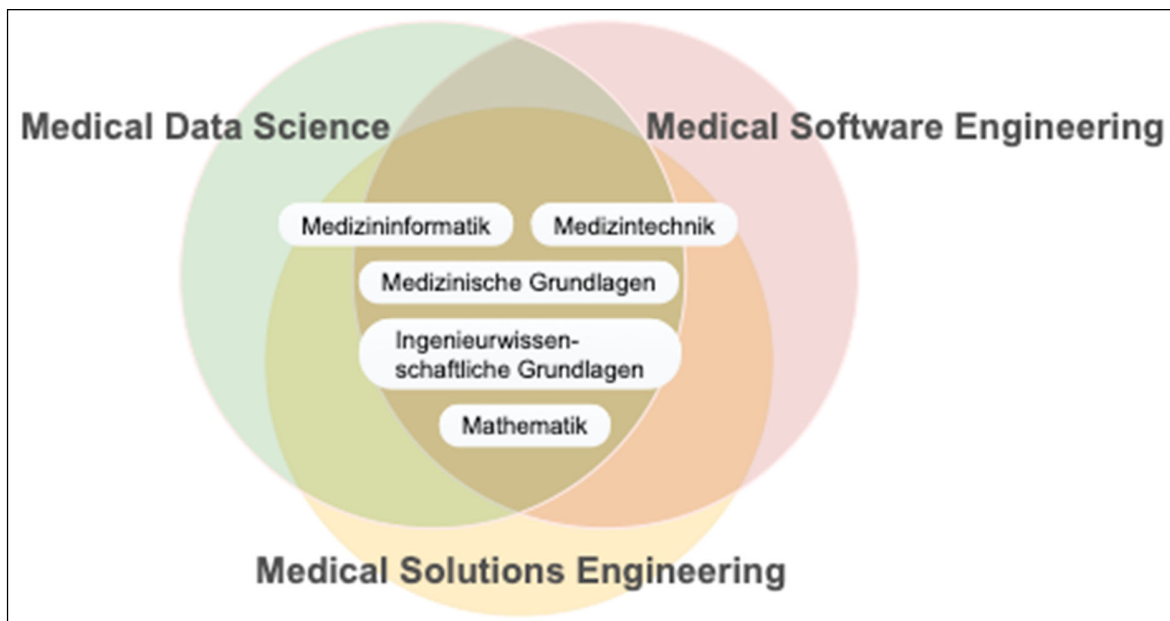 Medical Data Science
Medical Software Engineering
Medizininformatik
Medizintechnik
Medizinische Grundlagen
Ingenieurwissen-
schaftliche Grundlagen
Mathematik
Medical Solutions Engineering